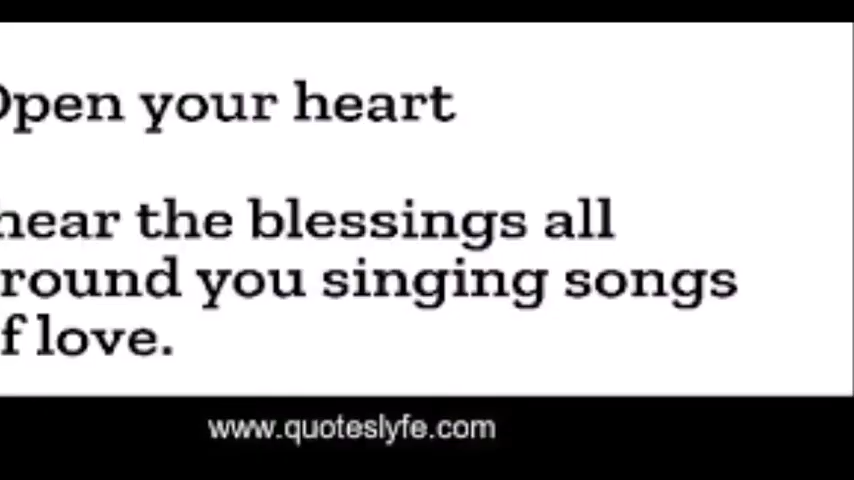 Open your heart
hear the blessings all
round you singing songs
f love.
www.quoteslyfe.com